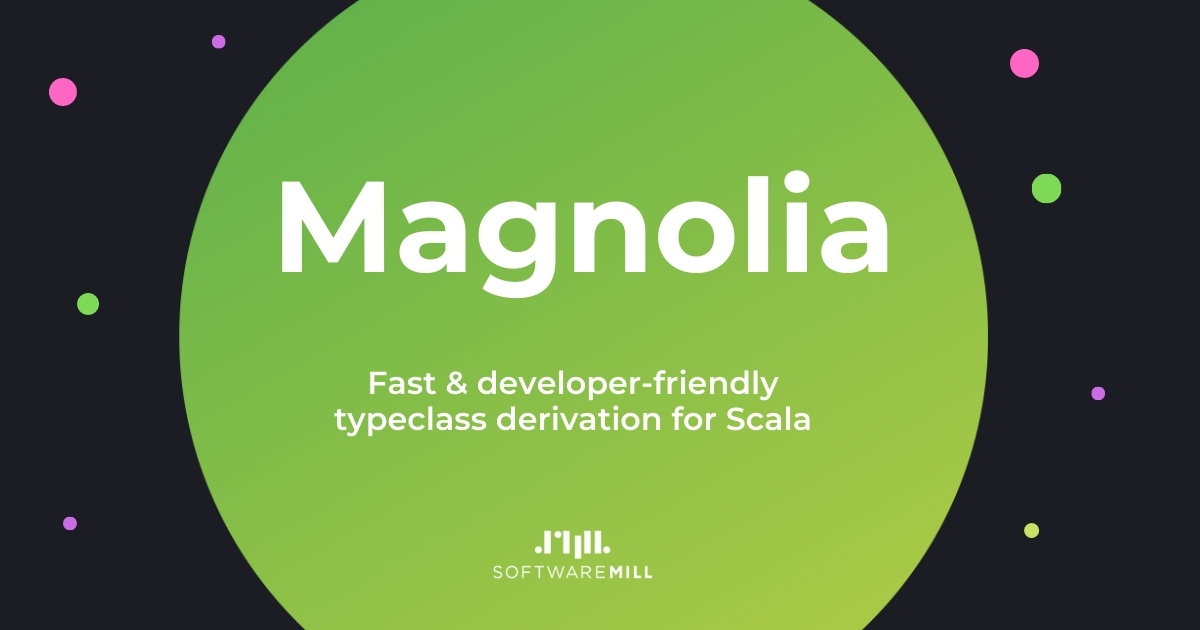 Magnolia
Fast & developer-friendly
typeclass derivation for Scala
SOFTWAREMILL